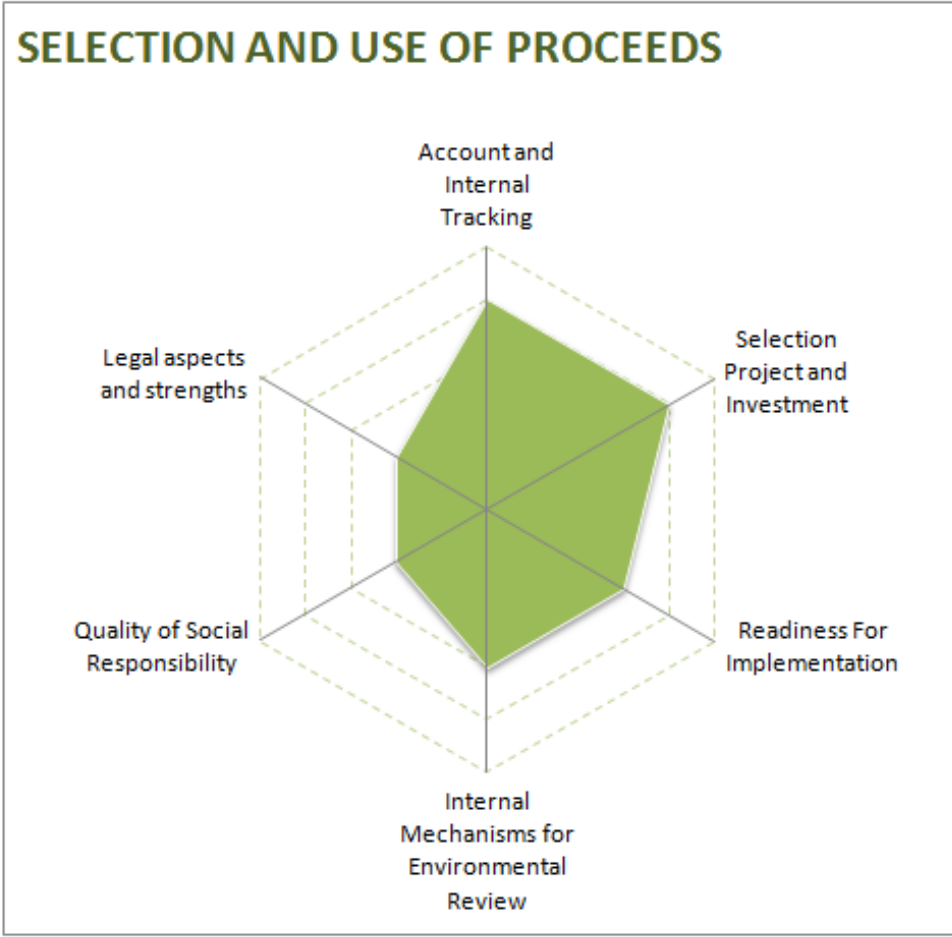 SELECTION AND USE OF PROCEEDS
Account and
Internal
Tracking
Selection
Project and
Investment
Legal aspects
and strengths
Quality of Social
Responsibility
Readiness For
Implementation
Internal
Mechanisms for
Environmental
Review